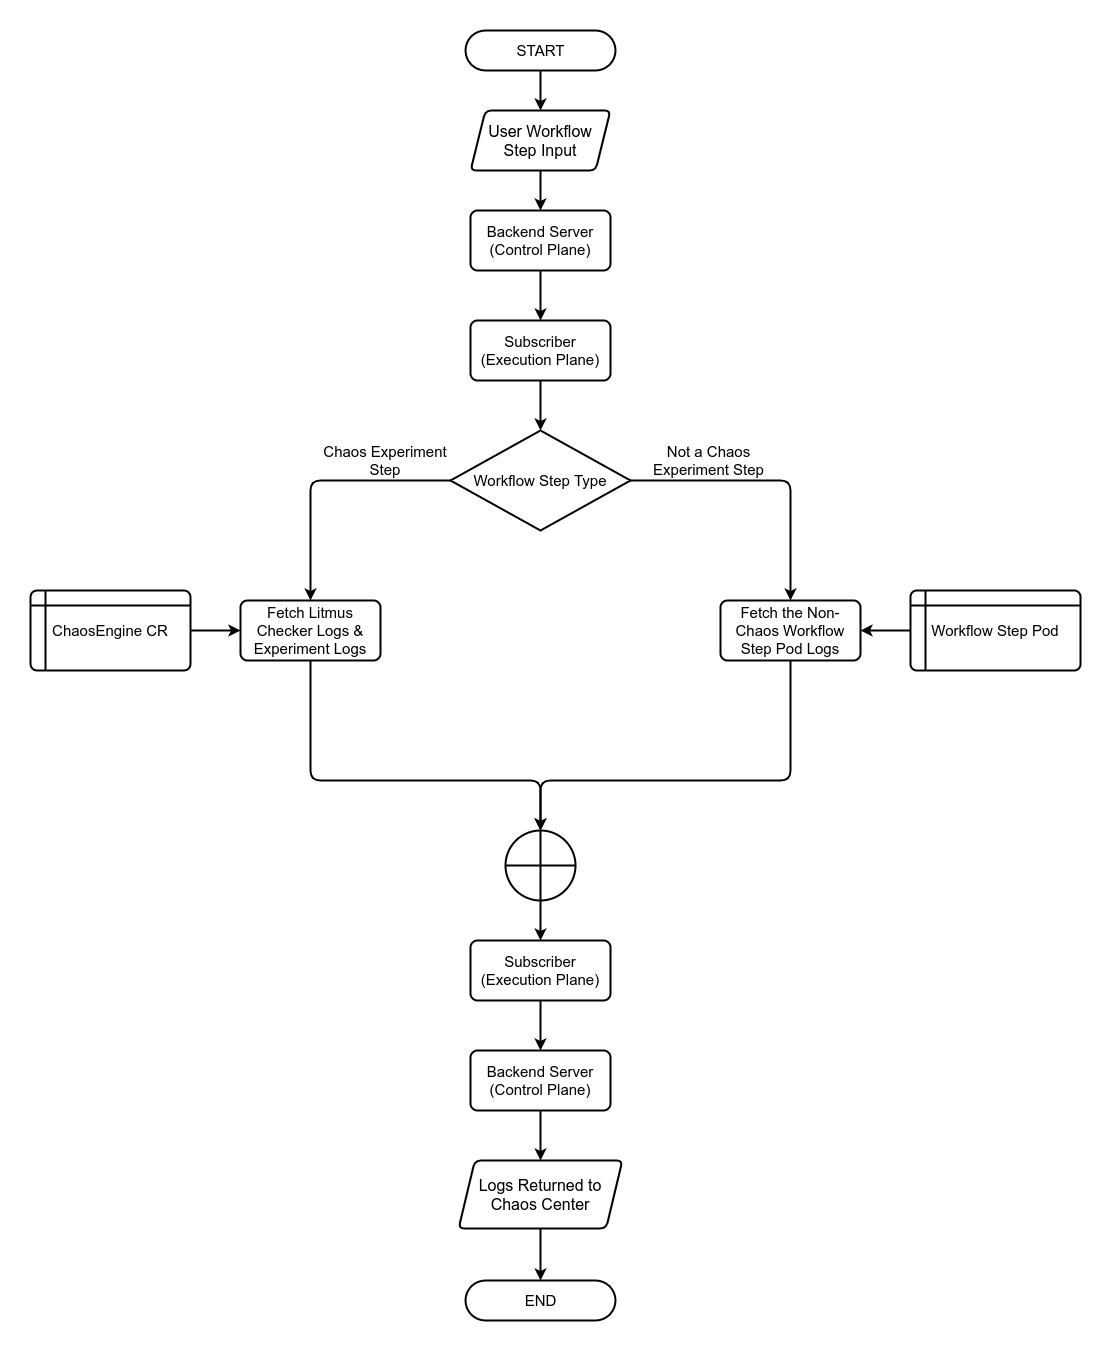 START
User Workflow
Step Input
Backend Server
(Control Plane)
Subscriber
(Execution Plane)
Chaos Experiment
Step
Workflow Step Type
Not a Chaos
Experiment Step
ChaosEngine CR
Fetch Litmus
Checker Logs &
Experiment Logs
Fetch the Non-
Chaos Workflow
Step Pod Logs
Workflow Step Pod
Subscriber
(Execution Plane)
Backend Server
(Control Plane)
Logs Returned to
Chaos Center
END